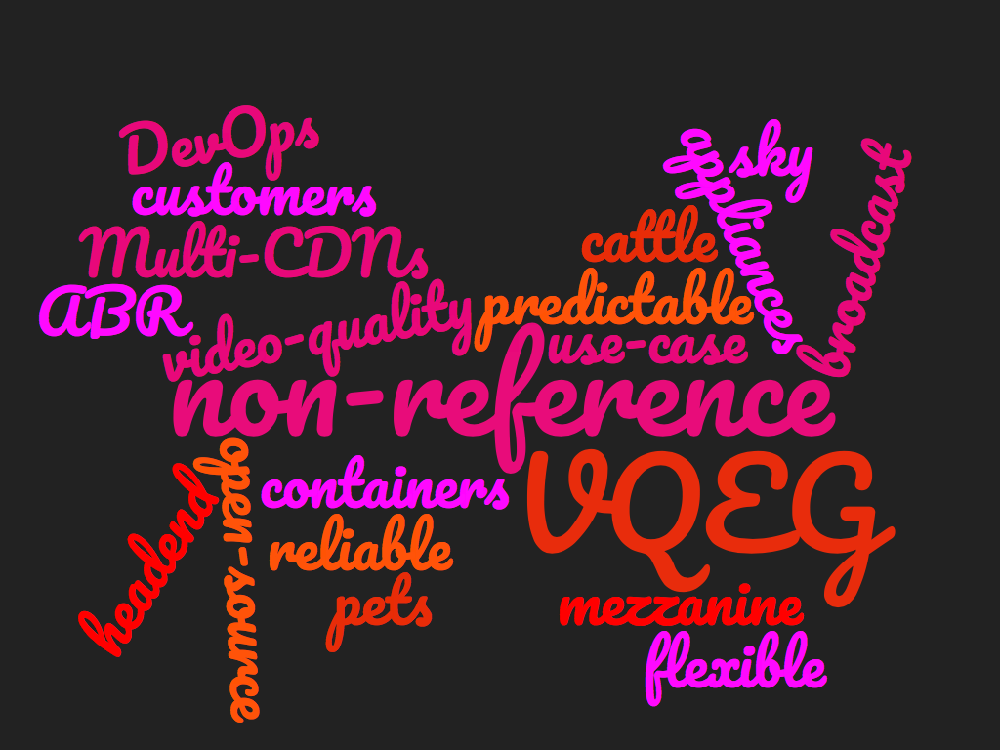 DevOps
customers
Multi-CDNs
ABR
video-quality
appliances
sky
broadcast
cattle
predictable
use-case
non-reference
VQEG
headend
open-source
containers
reliable
pets
mezzanine
flexible